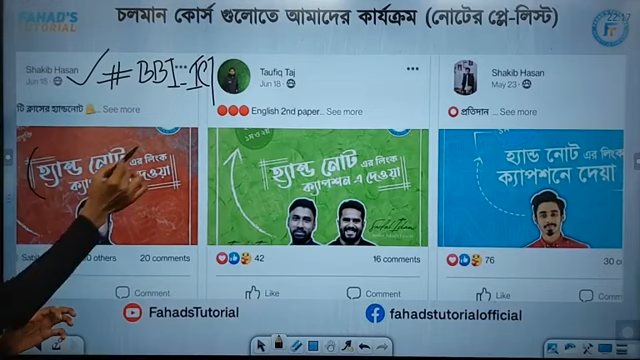 FAHAD'S
TUTORIAL
চলমান কোর্স গুলোতে আমাদের কার্যক্রম (নোটের প্লে-লিস্ট)
22:17
Shakib Hasan
Jun 18
টি ক্লাসের হ্যান্ডনোট ... See more
হ্যান্ড নোট এর লিংক
দেওয়া
others 20 comments
Comment
Taufiq Taj
Jun 18
English 2nd paper... See more
হ্যান্ড নোট এর লিংক
ক্যাপশন এ দেওয়া
42 16 comments
Like Comment
Shakib Hasan
May 23
প্রতিদান ... See more
হ্যান্ড নোট এর লিংক
ক্যাপশনে দেয়া
76 30
Like Comm
FahadsTutorial
fahadstutorialofficial